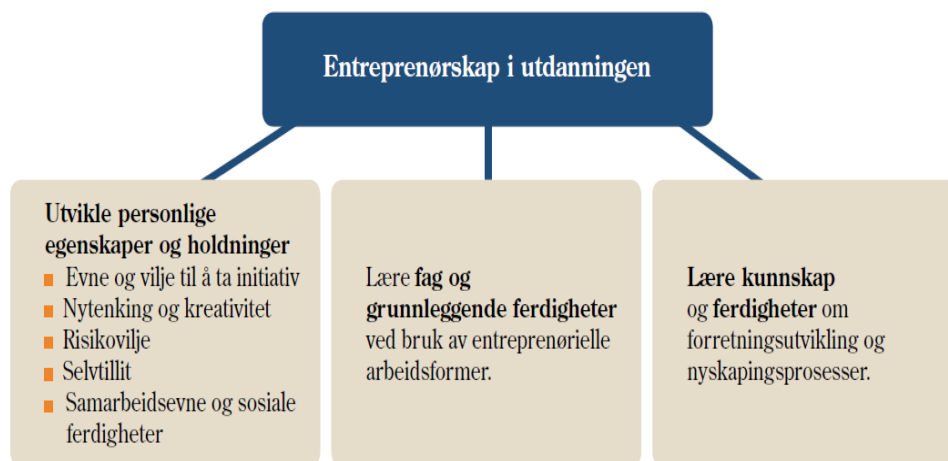 Entreprenørskap i utdanningen
Utvikle personlige
egenskaper og holdninger
Evne og vilje til å ta initiativ
Nytenking og kreativitet
Risikovilje
Selvtillit
Samarbeidsevne og sosiale
ferdigheter
Lære fag og
grunnleggende ferdigheter
ved bruk av entreprenørielle
arbeidsformer.
Lære kunnskap
og ferdigheter om
forretningsutvikling og
nyskapingsprosesser.